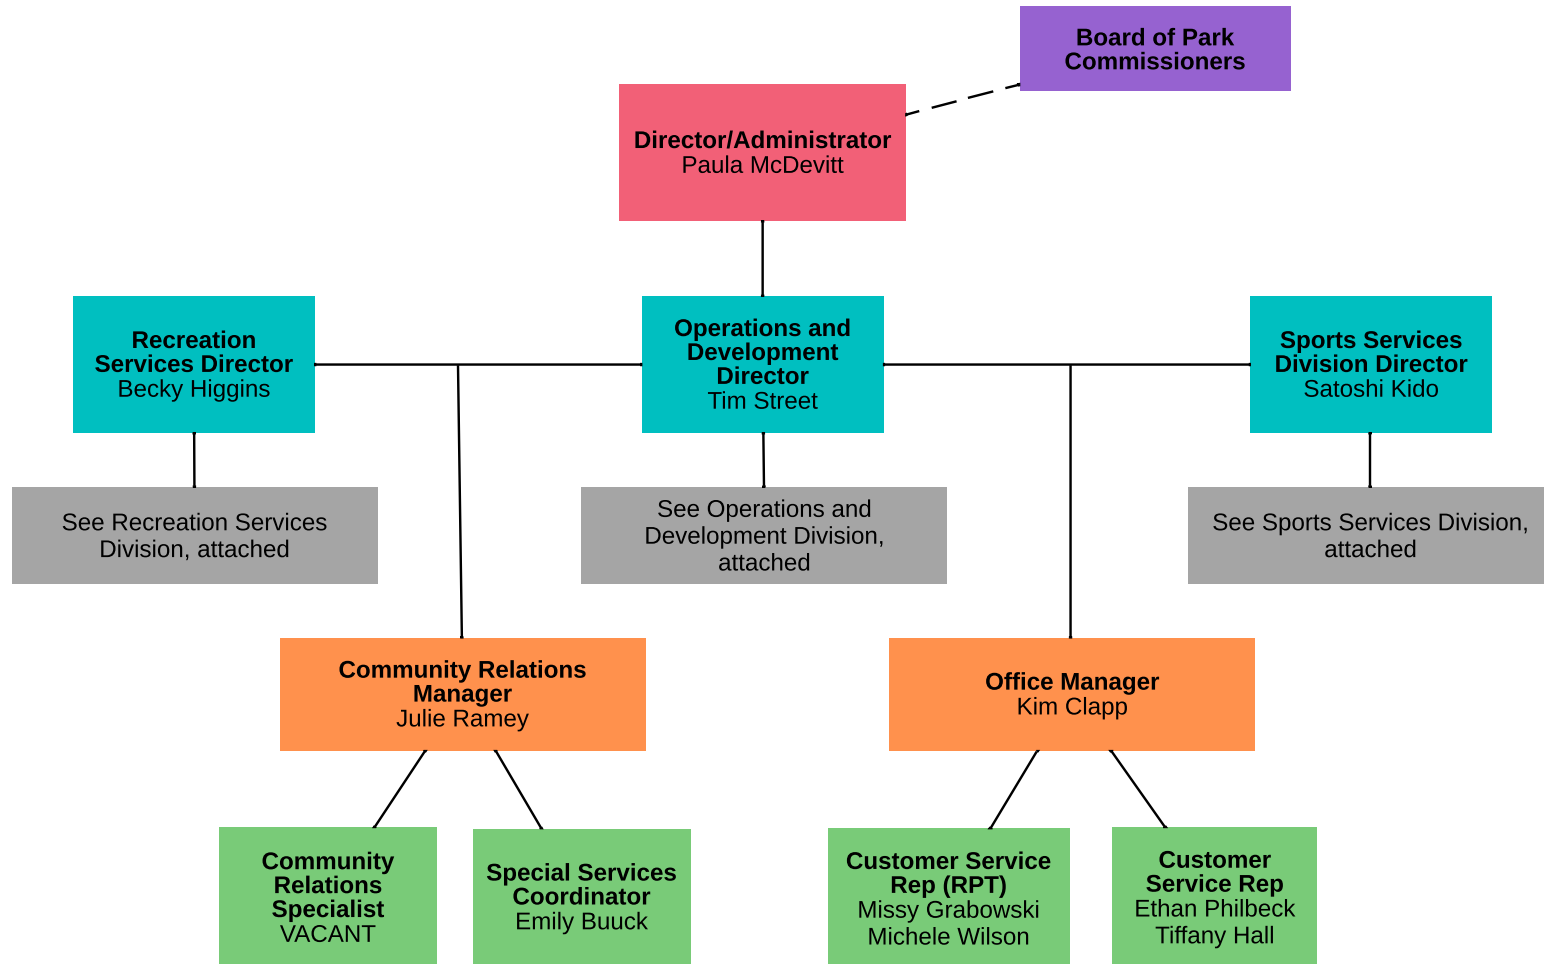 Board of Park
Commissioners
Director/Administrator
Paula McDevitt
Recreation
Services Director
Becky Higgins
Operations and
Development
Director
Tim Street
Sports Services
Division Director
Satoshi Kido
See Recreation Services
Division, attached
See Operations and
Development Division,
attached
See Sports Services Division,
attached
Community Relations
Manager
Julie Ramey
Office Manager
Kim Clapp
Community
Relations
Specialist
VACANT
Special Services
Coordinator
Emily Buuck
Customer Service
Rep (RPT)
Missy Grabowski
Michele Wilson
Customer
Service Rep
Ethan Philbeck
Tiffany Hall